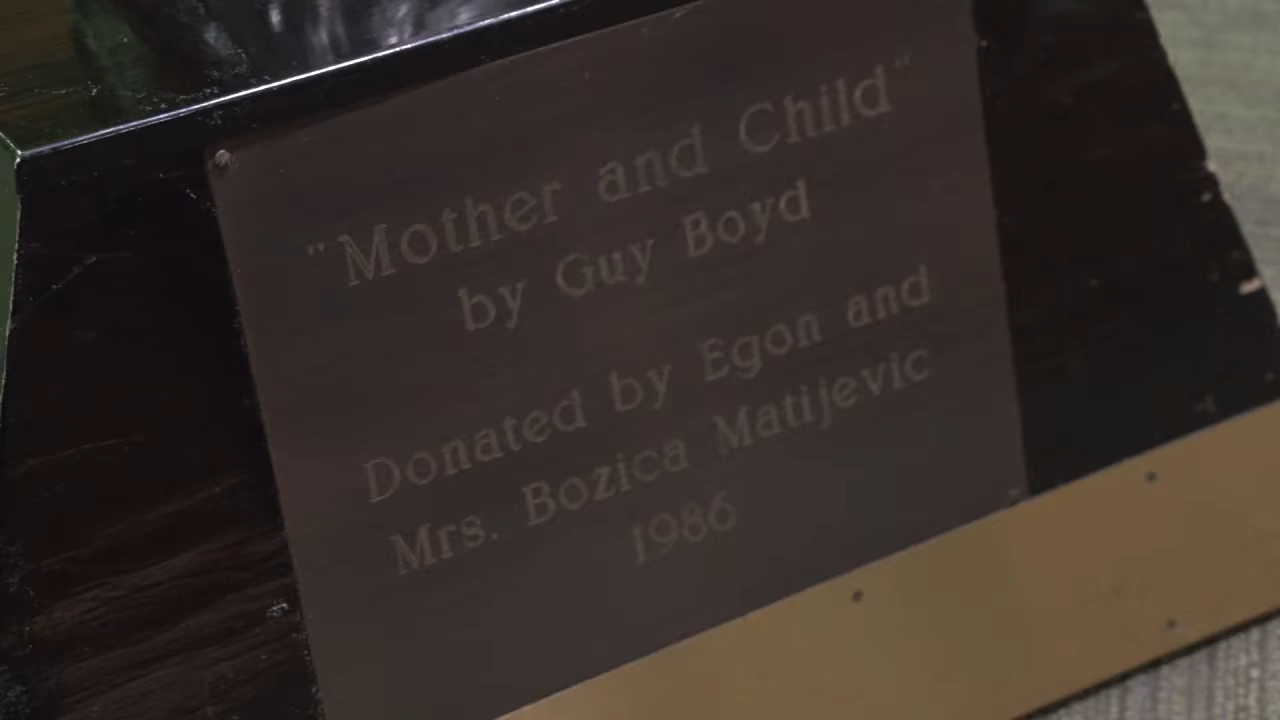 "Mother and Child"
by Guy Boyd
Donated by Egon and
Mrs. Bozica Matijevic
1986